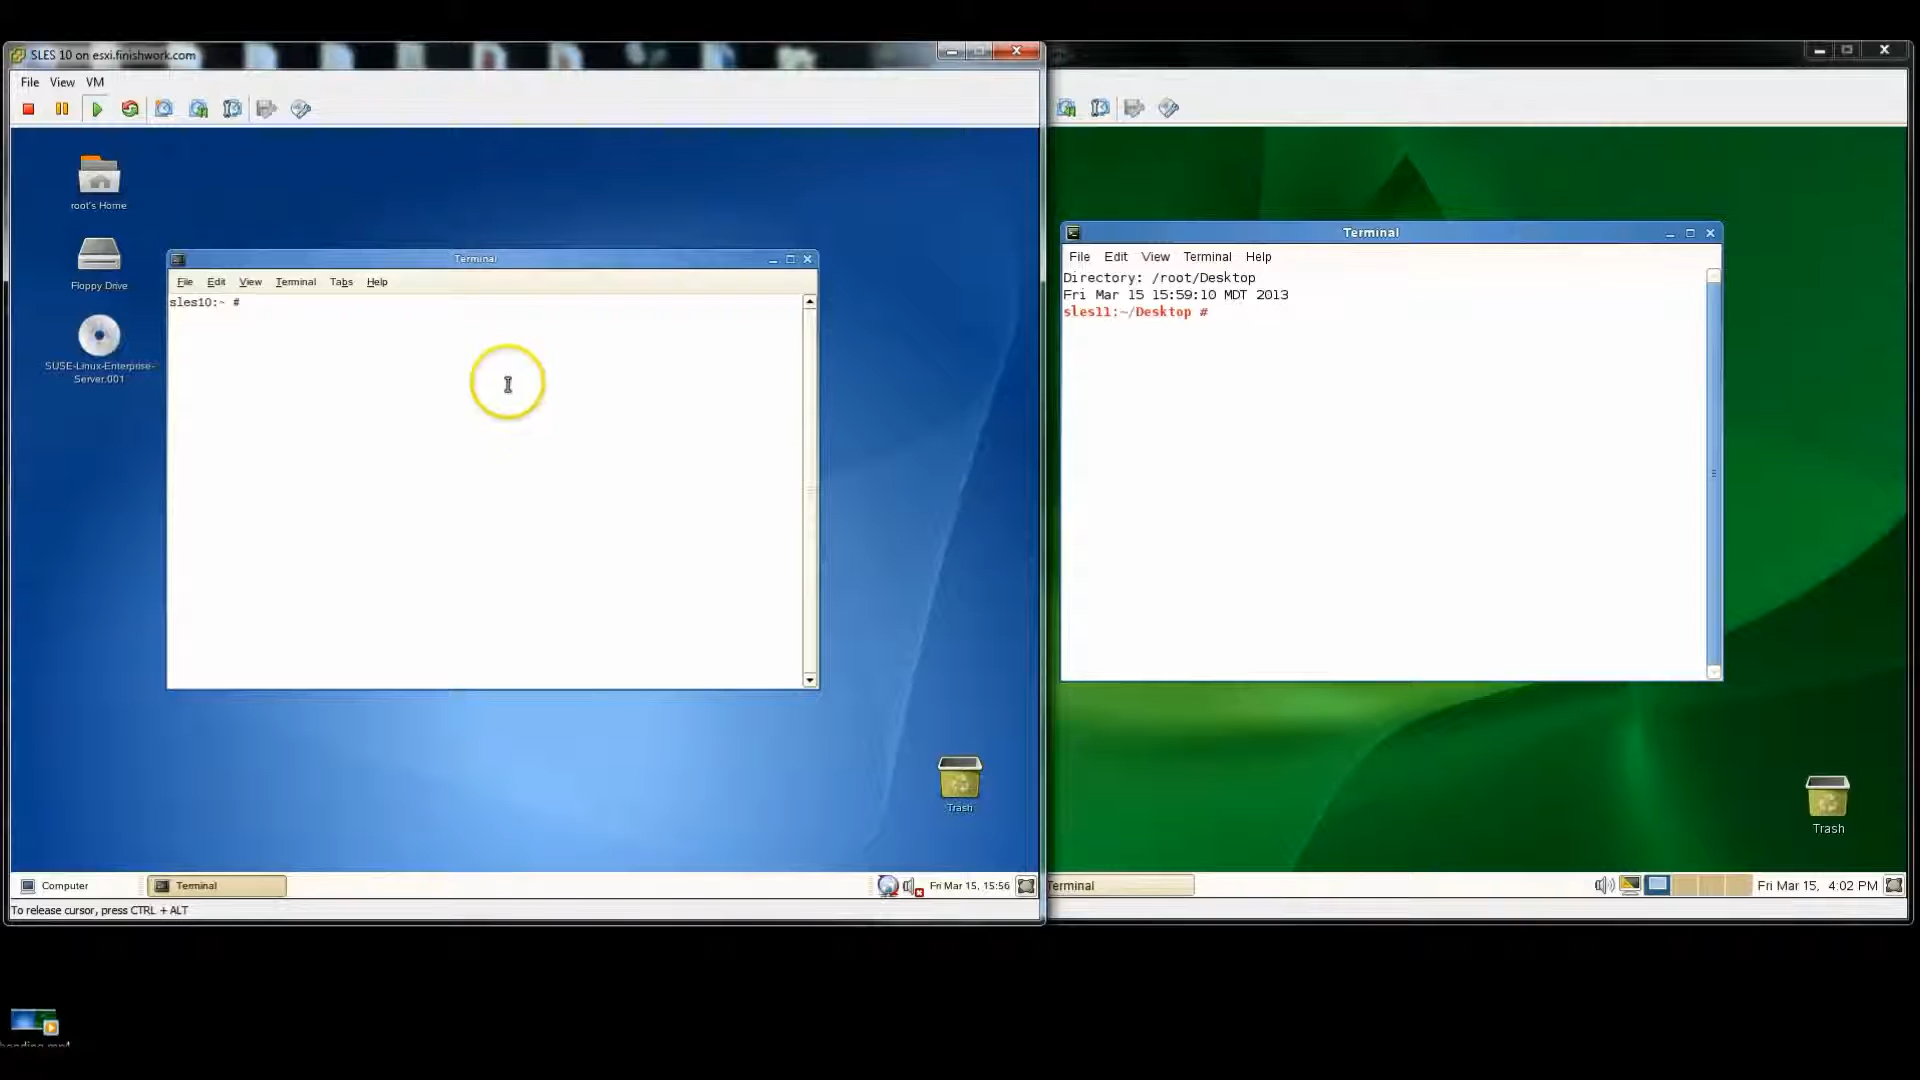 SLES 10 on esxi.finishwork.com
File View VM
root's Home
Floppy Drive
SUSE-Linux-Enterprise-
Server.001
Terminal
File Edit View Terminal Tabs Help
sles10:~ #
Trash
Computer
Terminal
Fri Mar 15, 15:56
To release cursor, press CTRL + ALT
Terminal
File Edit View Terminal Help
Directory: /root/Desktop
Fri Mar 15 15:59:10 MDT 2013
sles11:~/Desktop #
Trash
Terminal
Fri Mar 15, 4:02 PM